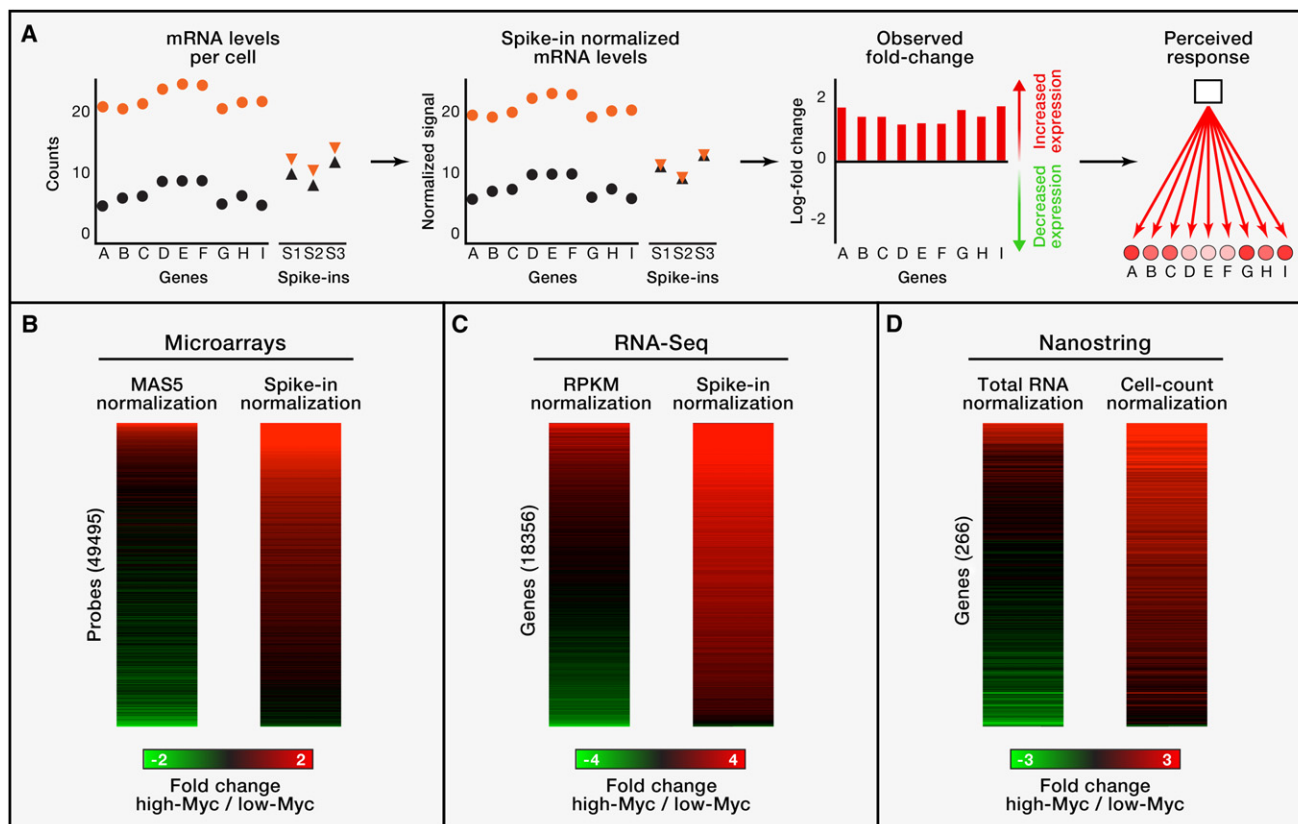 A
mRNA levels
per cell
Counts
20
10
0
A B C D E F G H I
Genes
S1 S2 S3
Spike-ins
Spike-in normalized
mRNA levels
Normalized signal
20
10
0
A B C D E F G H I
Genes
S1 S2 S3
Spike-ins
Observed
fold-change
Log-fold change
2
0
-2
A B C D E F G H I
Genes
Increased
expression
Decreased
expression
Perceived
response
A B C D E F G H I
B
Microarrays
MAS5
normalization
Spike-in
normalization
Probes (49495)
-2 2
Fold change
high-Myc / low-Myc
C
RNA-Seq
RPKM
normalization
Spike-in
normalization
Genes (18356)
-4 4
Fold change
high-Myc / low-Myc
D
Nanostring
Total RNA
normalization
Cell-count
normalization
Genes (266)
-3 3
Fold change
high-Myc / low-Myc